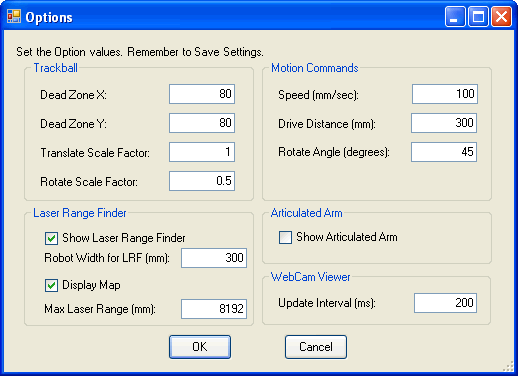 Options
Set the Option values. Remember to Save Settings.
Trackball
Dead Zone X: 80
Dead Zone Y: 80
Translate Scale Factor: 1
Rotate Scale Factor: 0.5
Motion Commands
Speed (mm/sec): 100
Drive Distance (mm): 300
Rotate Angle (degrees): 45
Laser Range Finder
Show Laser Range Finder
Robot Width for LRF (mm): 300
Display Map
Max Laser Range (mm): 8192
Articulated Arm
Show Articulated Arm
WebCam Viewer
Update Interval (ms): 200
OK Cancel